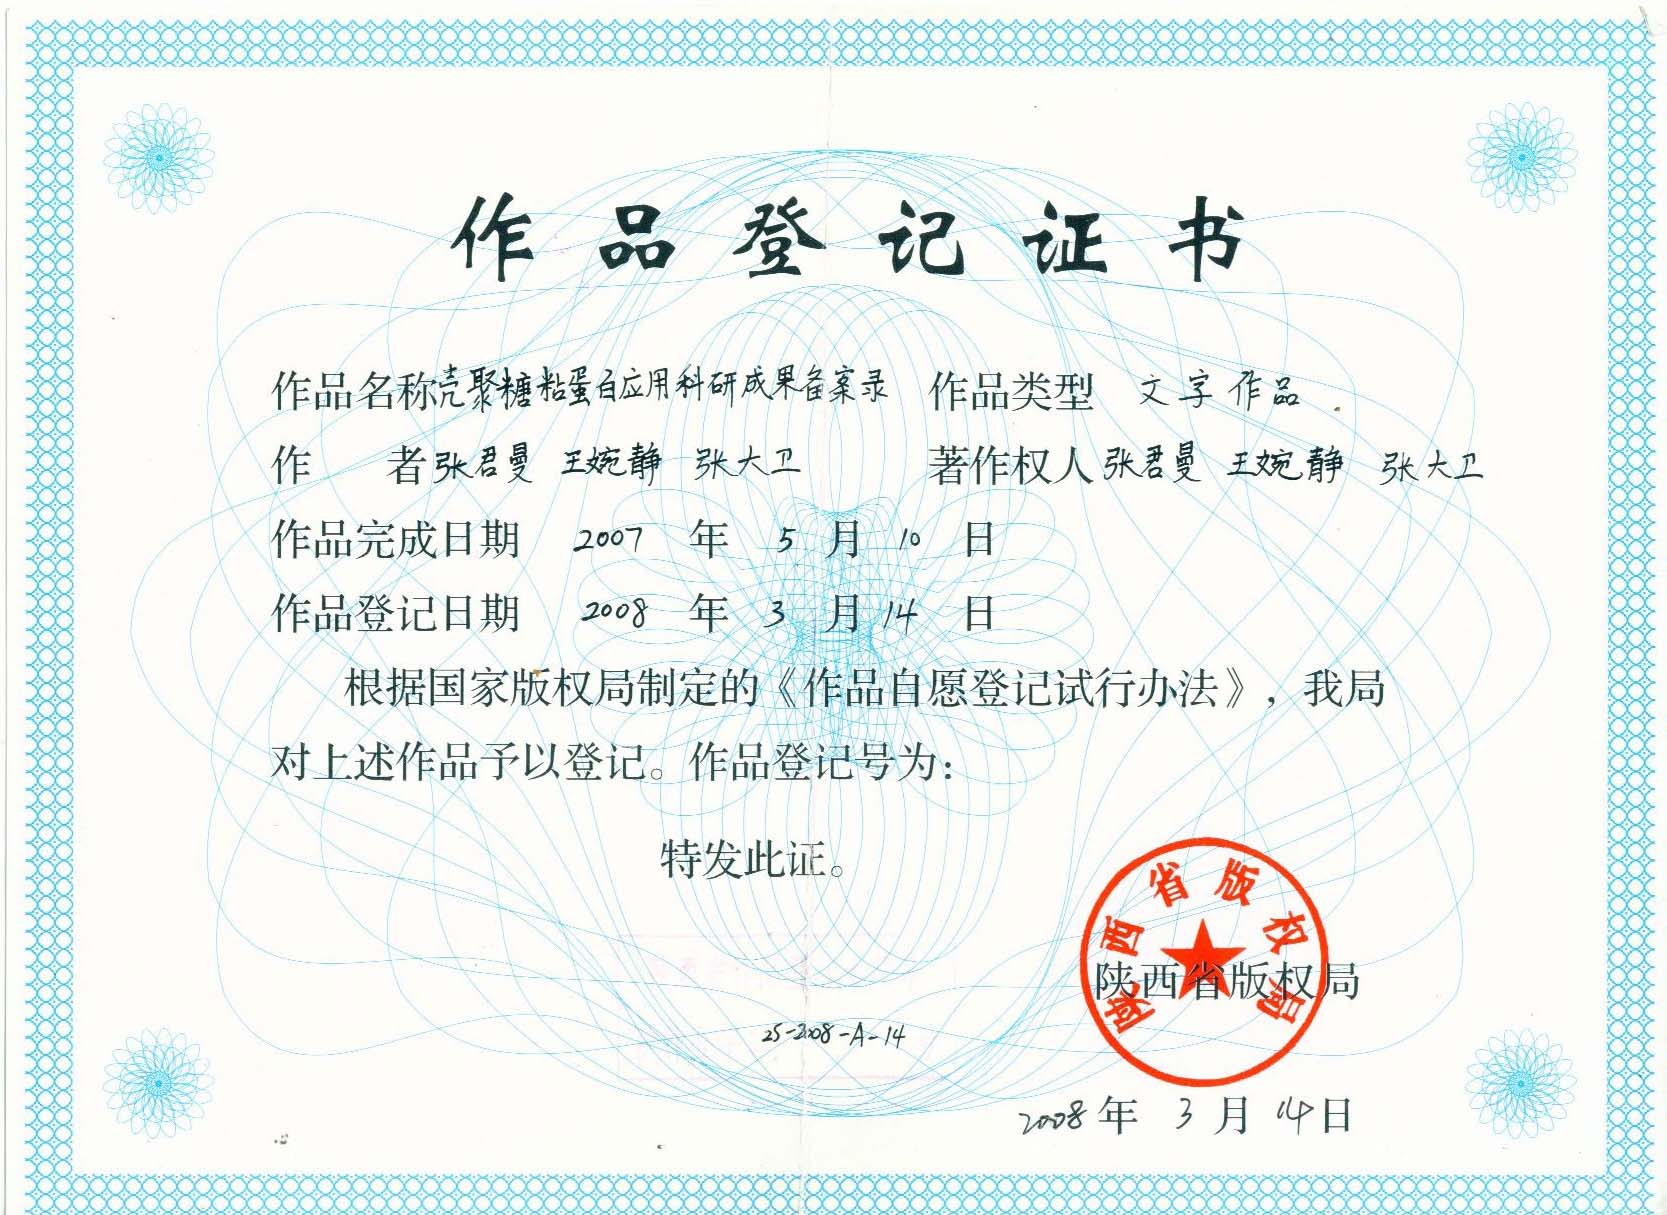 作品登记证书
作品名称壳聚糖粘蛋白应用科研成果备案录 作品类型 文字作品
作 者张君曼 王婉静 张大卫 著作权人张君曼 王婉静 张大卫
作品完成日期 2007 年 5 月 10 日
作品登记日期 2008 年 3 月 14 日
根据国家版权局制定的《作品自愿登记试行办法》，我局
对上述作品予以登记。作品登记号为：
特发此证。
陕西省版权局
陕西省版权局
25-2008-A-14
2008 年 3 月 14 日